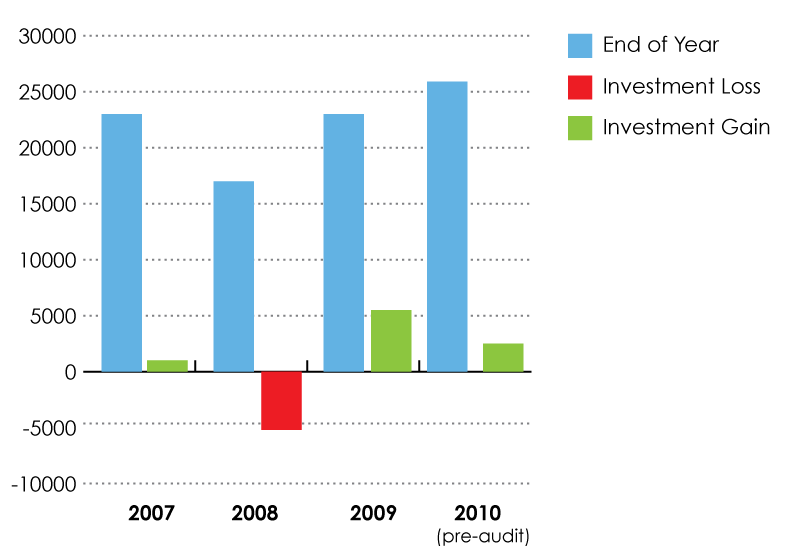 30000
25000
20000
15000
10000
5000
0
-5000
-10000
2007 2008 2009 2010
(pre-audit)
End of Year
Investment Loss
Investment Gain